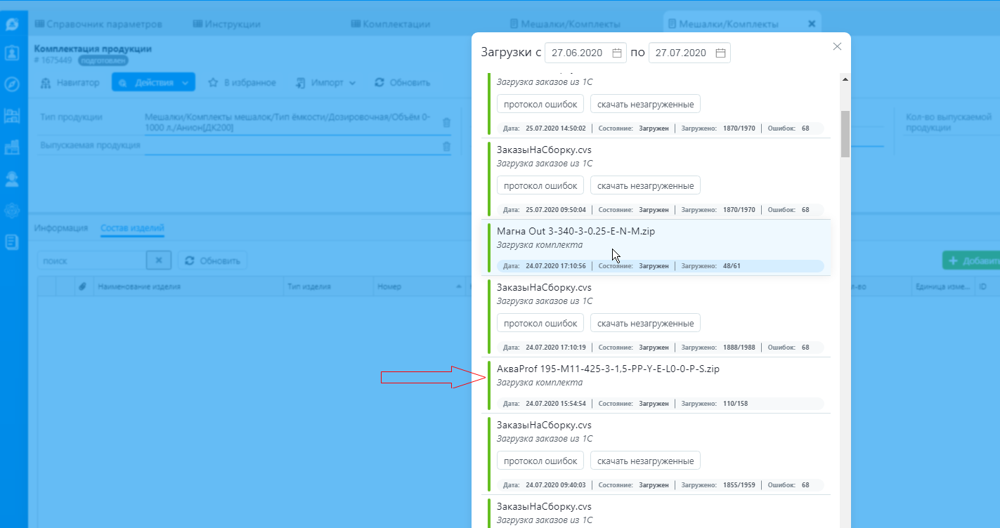 Справочник параметров
Инструкции
Комплектации
Мешалки/Комплекты
Мешалки/Комплекты
Комплектация продукции
# 1675449 подготовлен
Навигатор
Действия
В избранное
Импорт
Обновить
Тип продукции
Мешалки/Комплекты мешалок/Тип ёмкости/Дозировочная/Объём 0-
1000 л./Анион[ДК200]
Выпускаемая продукция
Кол-во выпускаемой
продукции
Информация
Состав изделий
поиск
Обновить
Добавить
Наименование изделия
Тип изделия
Номер
л-во
Единица изме...
ID
Загрузки с 27.06.2020 по 27.07.2020
Загрузка заказов из 1С
протокол ошибок
скачать незагруженные
Дата: 25.07.2020 14:50:02 | Состояние: Загружен | Загружено: 1870/1970 | Ошибок: 68
ЗаказыНаСборку.cvs
Загрузка заказов из 1С
протокол ошибок
скачать незагруженные
Дата: 25.07.2020 09:50:04 | Состояние: Загружен | Загружено: 1870/1970 | Ошибок: 68
Магна Out 3-340-3-0.25-E-N-M.zip
Загрузка комплекта
Дата: 24.07.2020 17:10:56 | Состояние: Загружен | Загружено: 48/61
ЗаказыНаСборку.cvs
Загрузка заказов из 1С
протокол ошибок
скачать незагруженные
Дата: 24.07.2020 17:10:19 | Состояние: Загружен | Загружено: 1888/1988 | Ошибок: 68
АкваProf 195-M11-425-3-1,5-PP-Y-E-L0-0-P-S.zip
Загрузка комплекта
Дата: 24.07.2020 15:54:54 | Состояние: Загружен | Загружено: 110/158
ЗаказыНаСборку.cvs
Загрузка заказов из 1С
протокол ошибок
скачать незагруженные
Дата: 24.07.2020 09:40:03 | Состояние: Загружен | Загружено: 1855/1959 | Ошибок: 68
ЗаказыНаСборку.cvs
Загрузка заказов из 1С